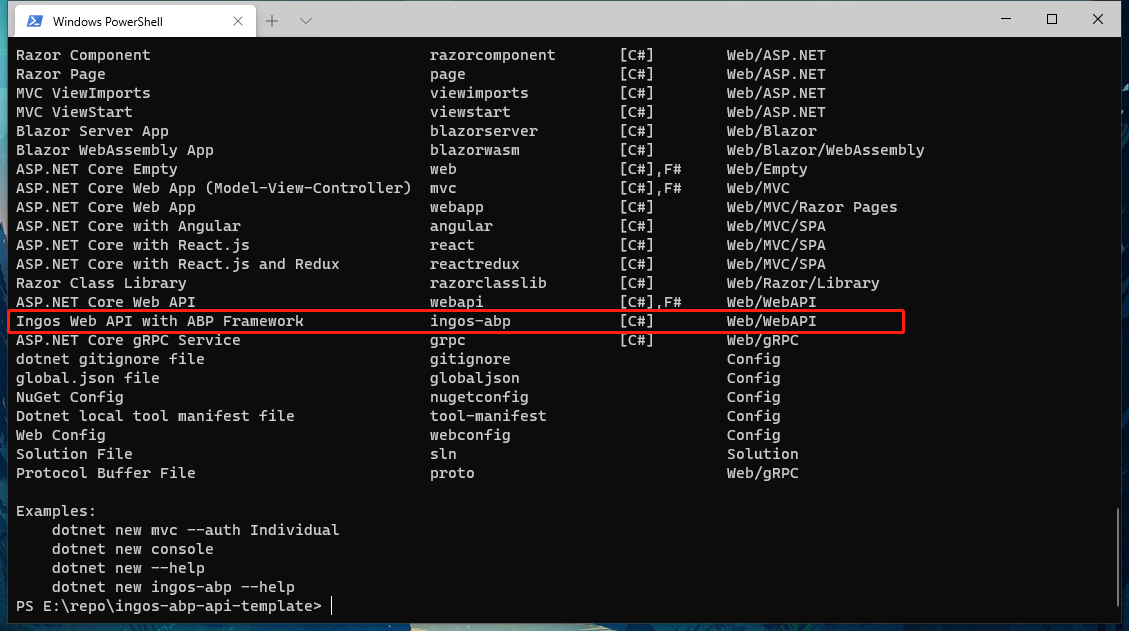 Windows PowerShell
Razor Component razorcomponent [C#] Web/ASP.NET
Razor Page page [C#] Web/ASP.NET
MVC ViewImports viewimports [C#] Web/ASP.NET
MVC ViewStart viewstart [C#] Web/ASP.NET
Blazor Server App blazorserver [C#] Web/Blazor
Blazor WebAssembly App blazorwasm [C#] Web/Blazor/WebAssembly
ASP.NET Core Empty web [C#],F# Web/Empty
ASP.NET Core Web App (Model-View-Controller) mvc [C#],F# Web/MVC
ASP.NET Core Web App webapp [C#] Web/MVC/Razor Pages
ASP.NET Core with Angular angular [C#] Web/MVC/SPA
ASP.NET Core with React.js react [C#] Web/MVC/SPA
ASP.NET Core with React.js and Redux reactredux [C#] Web/MVC/SPA
Razor Class Library razorclasslib [C#] Web/Razor/Library
ASP.NET Core Web API webapi [C#],F# Web/WebAPI
Ingos Web API with ABP Framework ingos-abp [C#] Web/WebAPI
ASP.NET Core gRPC Service grpc [C#] Web/gRPC
dotnet gitignore file gitignore Config
global.json file globaljson Config
NuGet Config nugetconfig Config
Dotnet local tool manifest file tool-manifest Config
Web Config webconfig Config
Solution File sln Solution
Protocol Buffer File proto Web/gRPC
Examples:
dotnet new mvc --auth Individual
dotnet new console
dotnet new --help
dotnet new ingos-abp --help
PS E:\repo\ingos-abp-api-template>